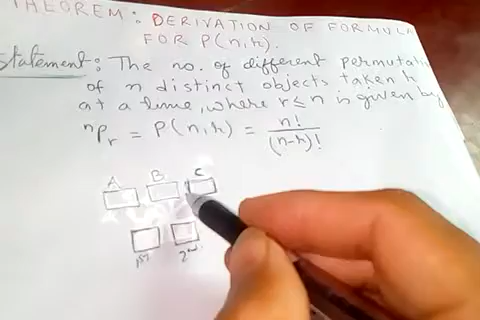 THEOREM: DERIVATION OF FORMULA
FOR P(n,r).
Statement: The no. of different permutati
of n distinct objects taken r
at a time, where r≤n is given by
ⁿPᵣ = P(n,r) = n!/(n-r)!
A B C
1st. 2nd.